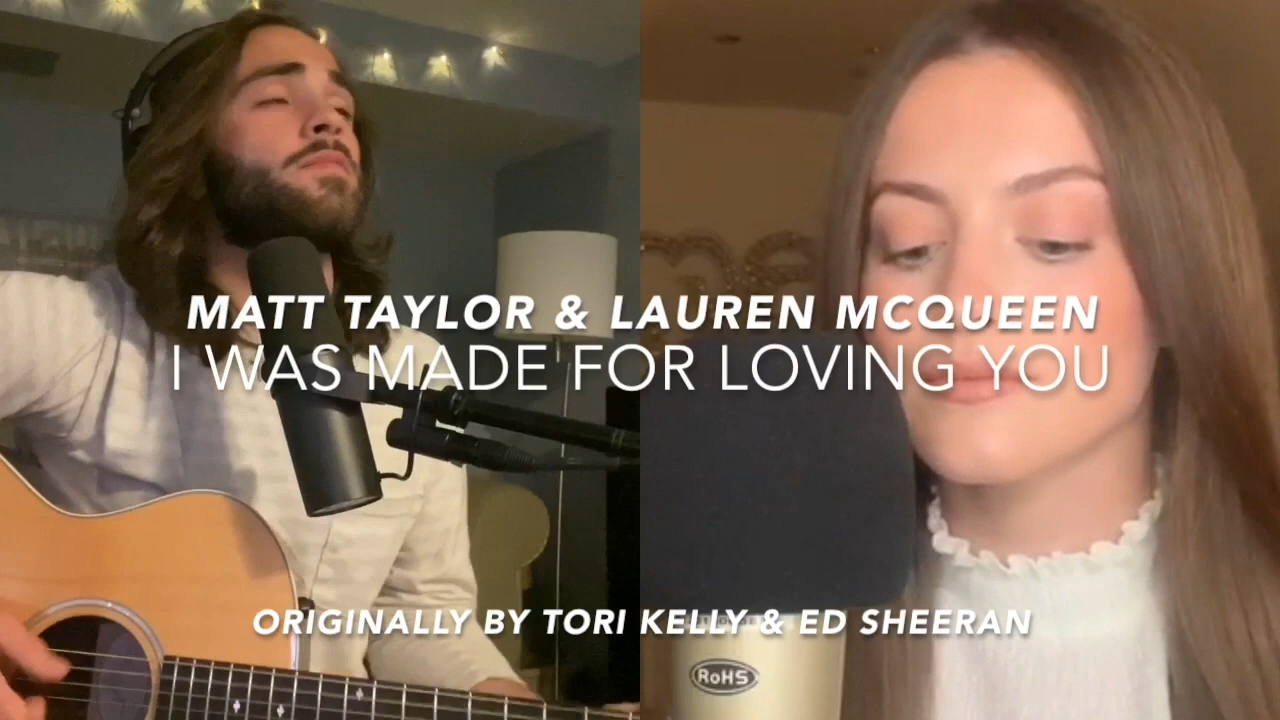 MATT TAYLOR & LAUREN MCQUEEN
I WAS MADE FOR LOVING YOU
ORIGINALLY BY TORI KELLY & ED SHEERAN
RoHS